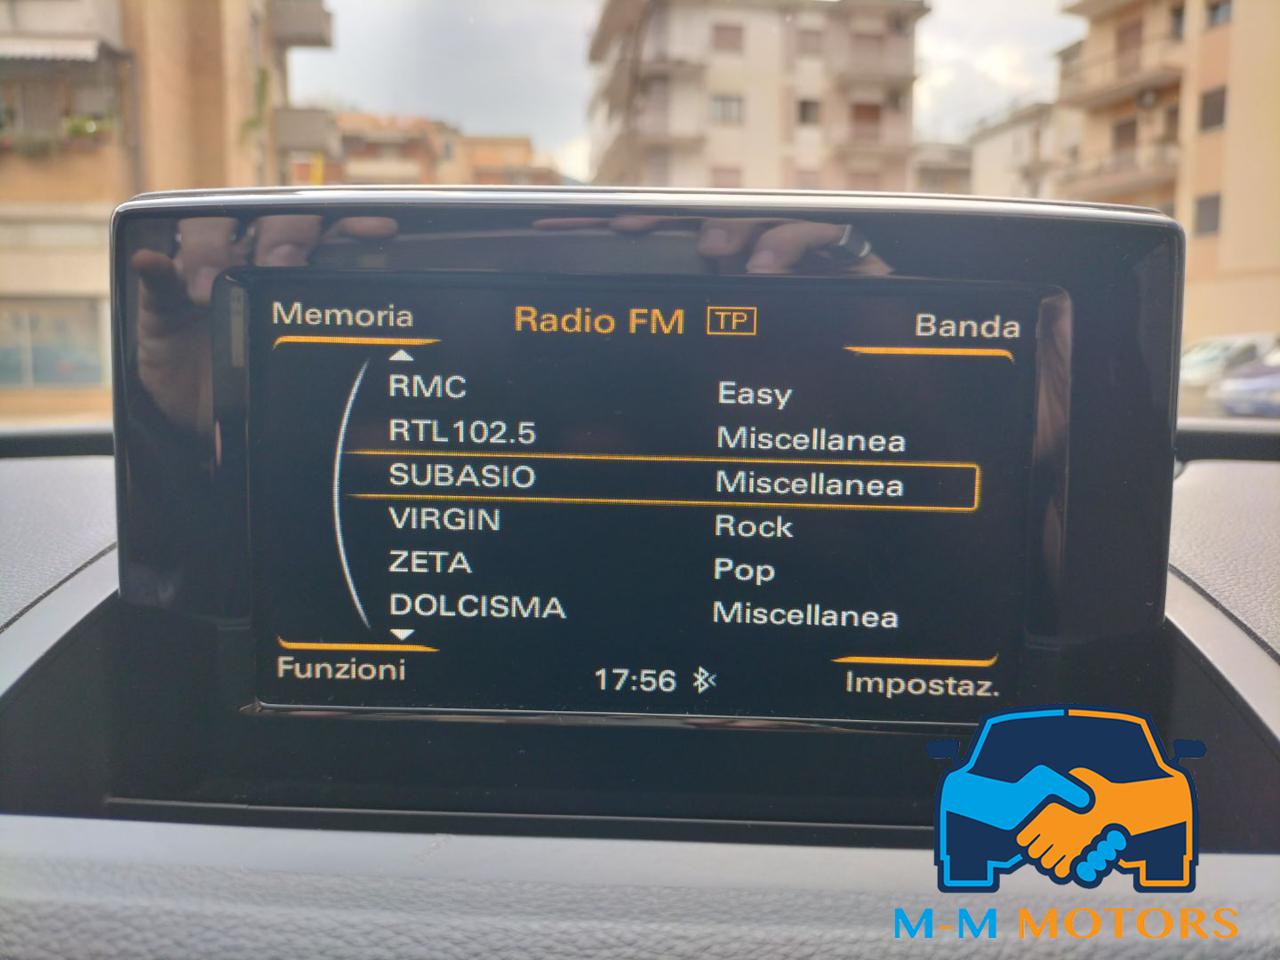 Memoria Radio FM TP Banda
RMC Easy
RTL102.5 Miscellanea
SUBASIO Miscellanea
VIRGIN Rock
ZETA Pop
DOLCISMA Miscellanea
Funzioni 17:56 Impostaz.
M-M MOTORS